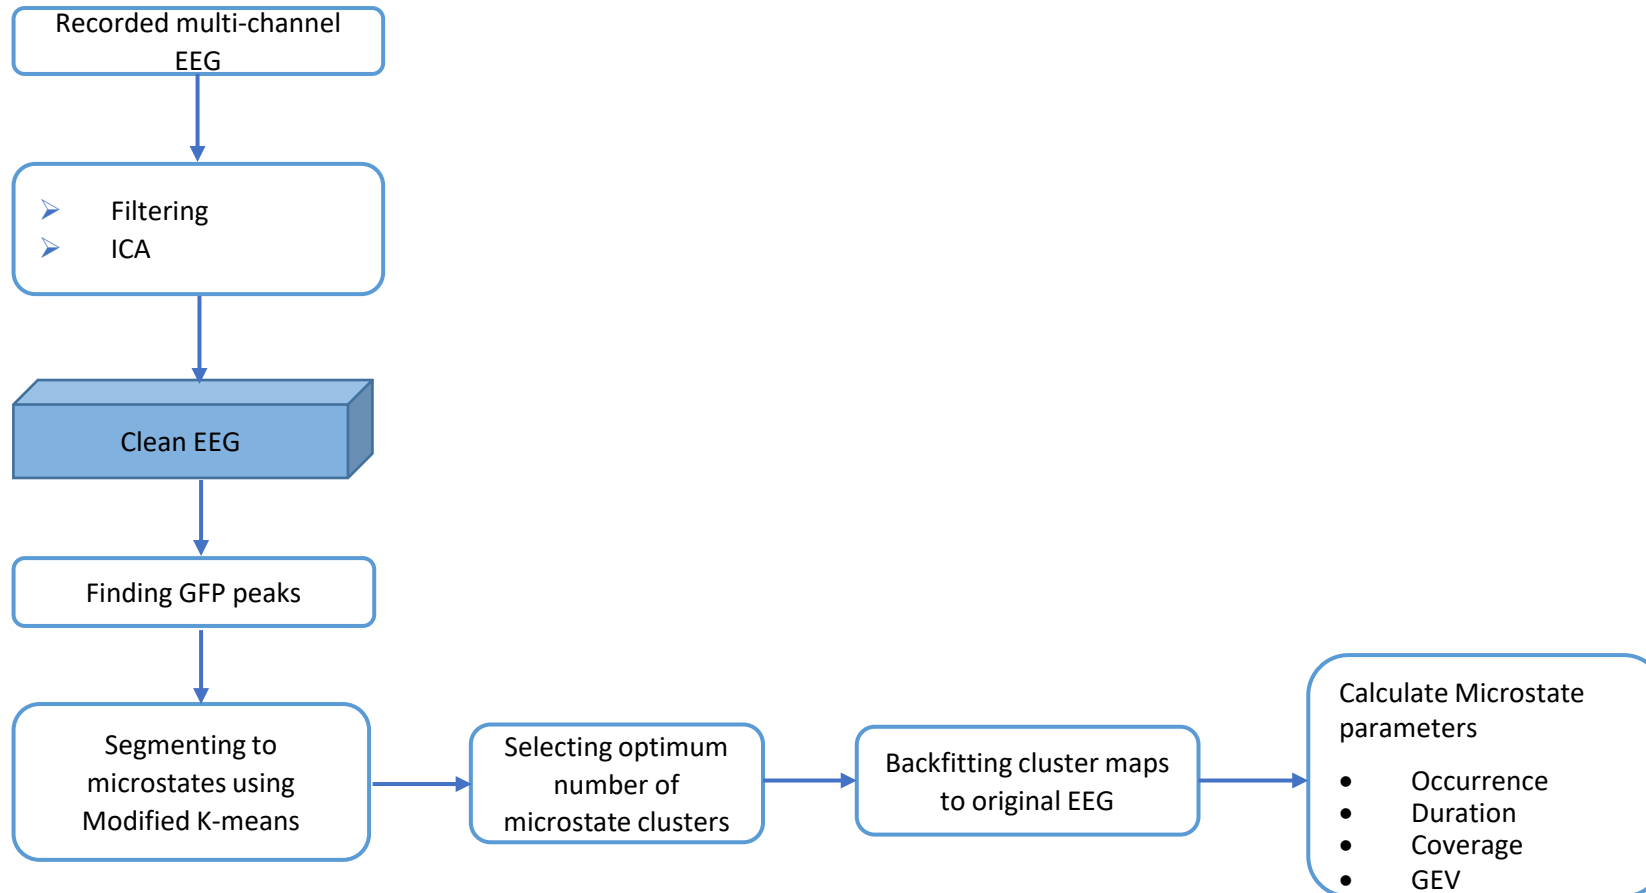 Recorded multi-channel
EEG
➢ Filtering
➢ ICA
Clean EEG
Finding GFP peaks
Segmenting to
microstates using
Modified K-means
Selecting optimum
number of
microstate clusters
Backfitting cluster maps
to original EEG
Calculate Microstate
parameters
• Occurrence
• Duration
• Coverage
• GEV